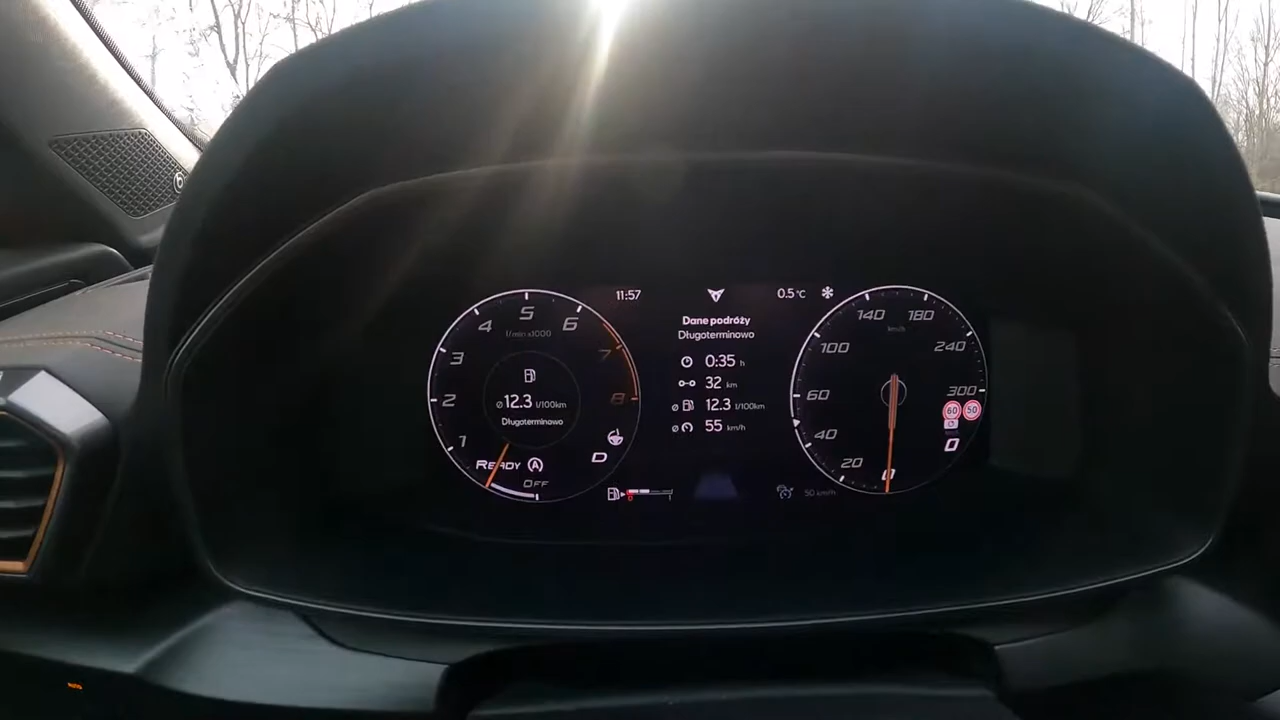 11:57
0.5°C
Dane podróży
Długoterminowo
0:35 h
32 km
ø 12.3 l/100km
ø 55 km/h
1
2
3
4
5
6
7
8
l/min x1000
ø 12.3 l/100km
Długoterminowo
READY A
OFF
D
0
1
50 km/h
0
20
40
60
100
140
180
240
300
km/h
60 50
0
AUTO